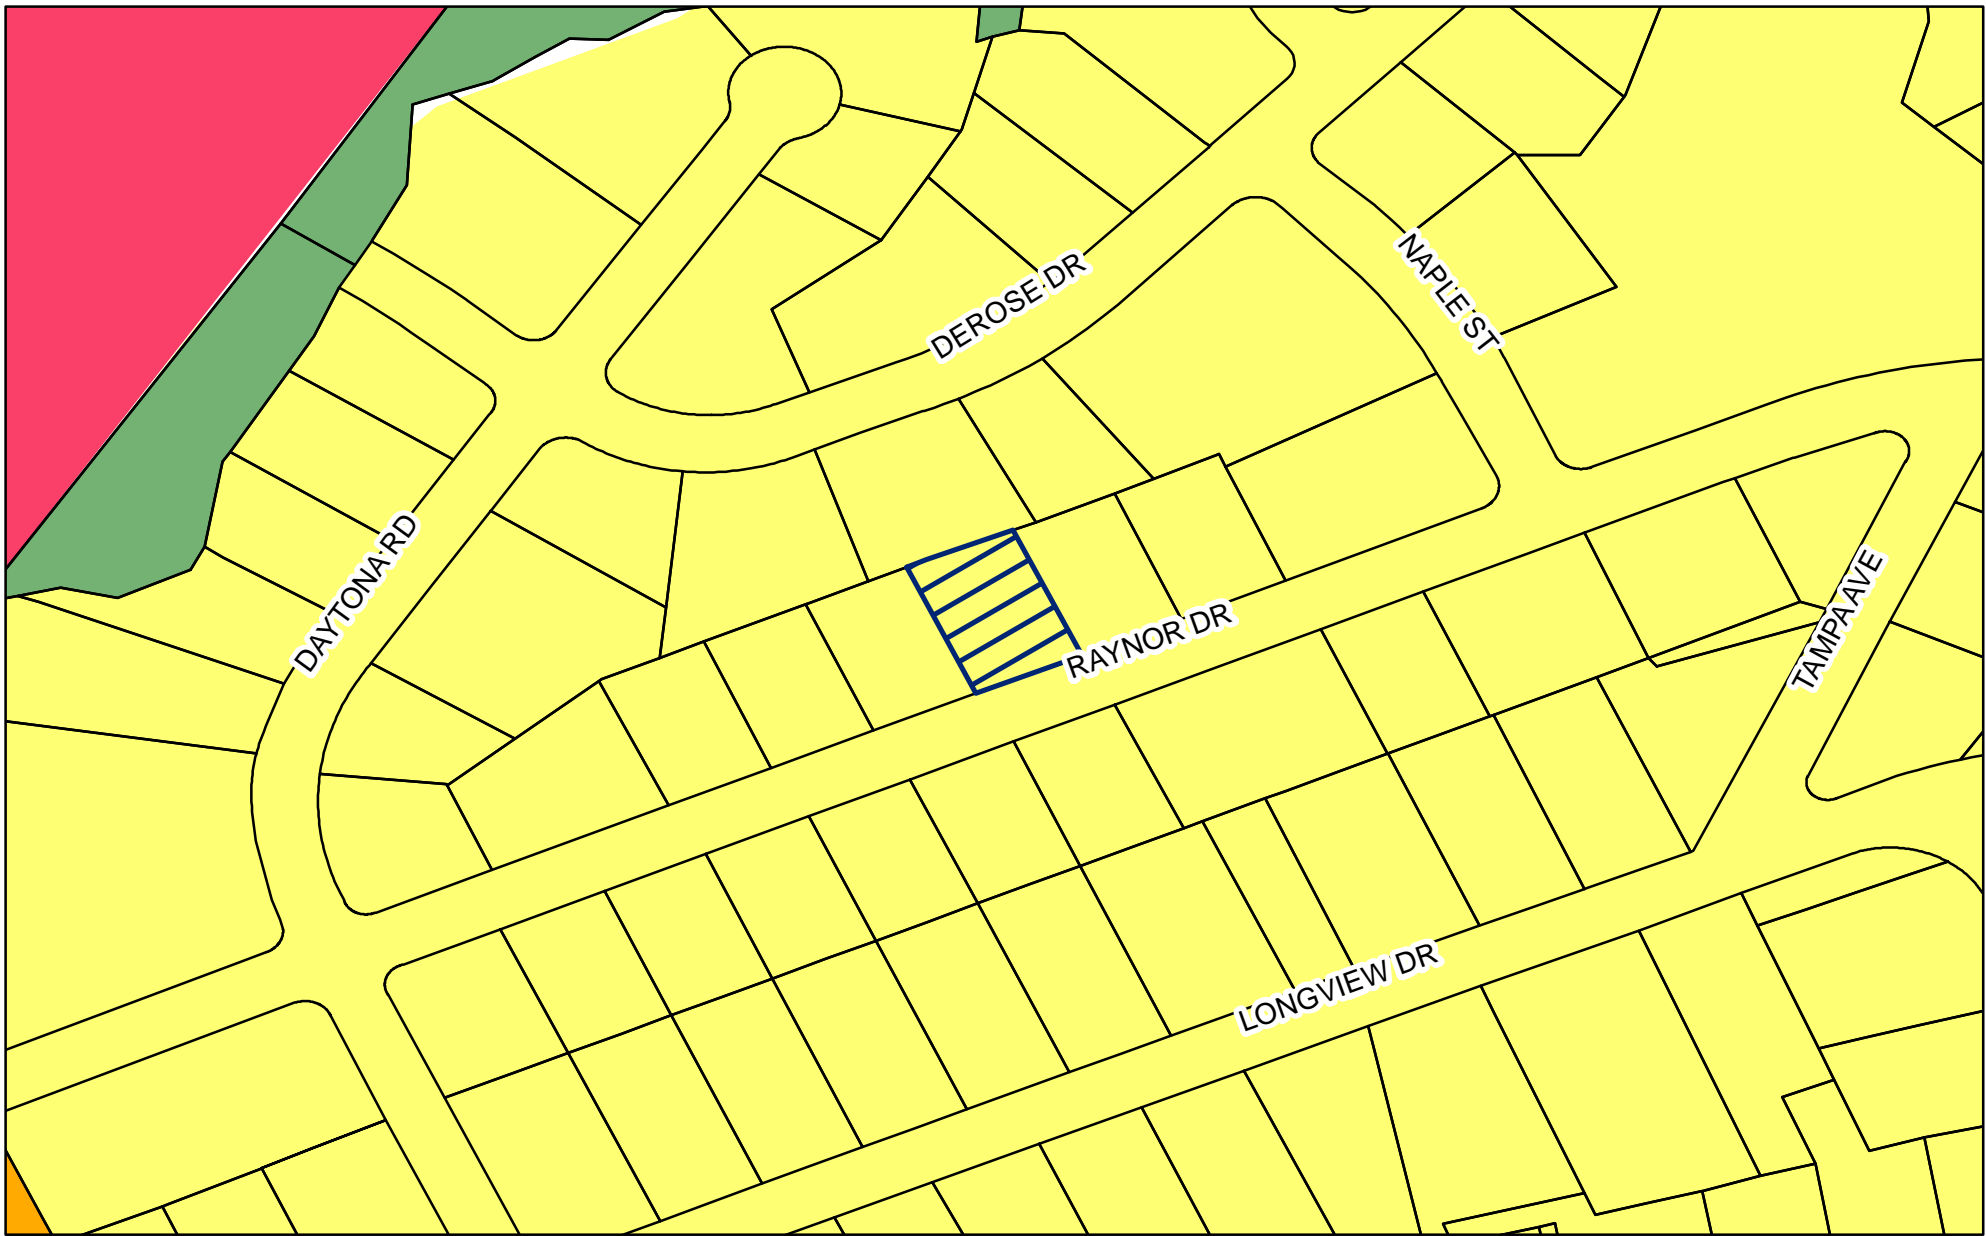 NAPLE ST
DEROSE DR
DAYTONA RD
TAMPA AVE
RAYNOR DR
LONGVIEW DR